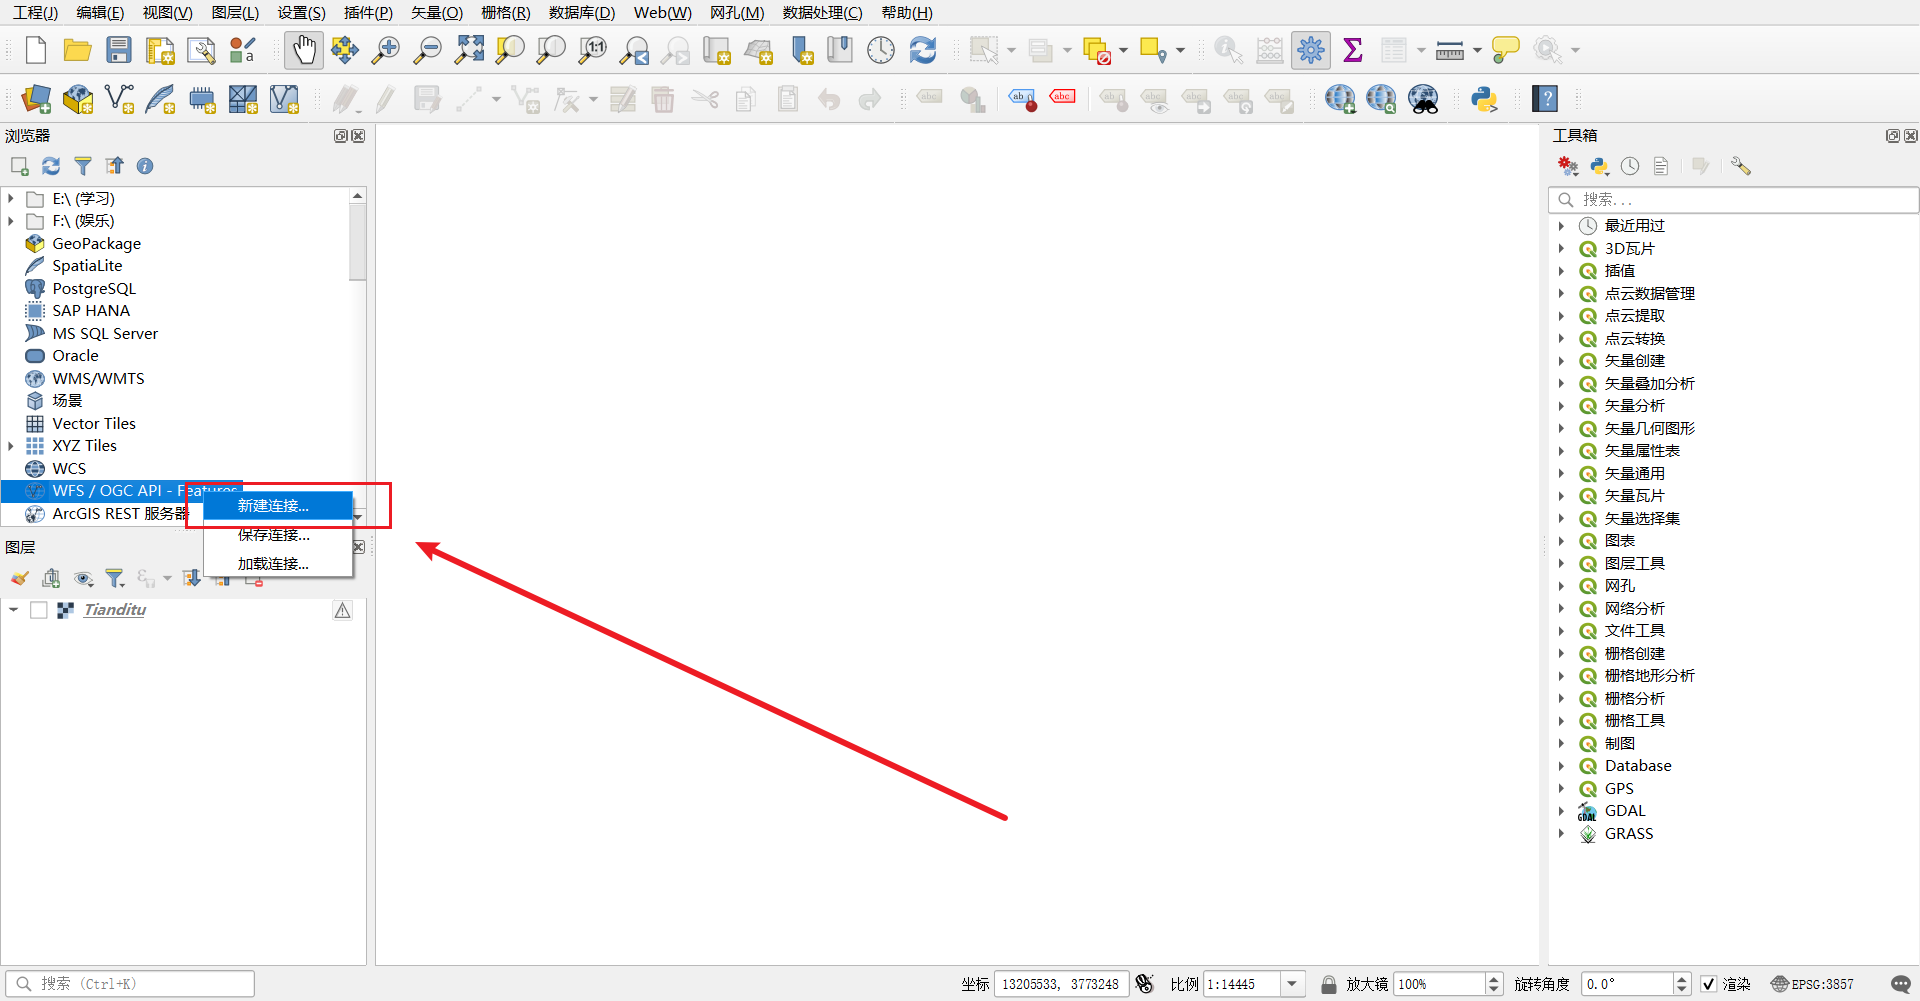 工程(J) 编辑(E) 视图(V) 图层(L) 设置(S) 插件(P) 矢量(O) 栅格(R) 数据库(D) Web(W) 网孔(M) 数据处理(C) 帮助(H)
浏览器
E:\ (学习)
F:\ (娱乐)
GeoPackage
SpatiaLite
PostgreSQL
SAP HANA
MS SQL Server
Oracle
WMS/WMTS
场景
Vector Tiles
XYZ Tiles
WCS
WFS / OGC API - Features
ArcGIS REST 服务器
新建连接...
保存连接...
加载连接...
图层
Tianditu
工具箱
搜索...
最近用过
3D瓦片
插值
点云数据管理
点云提取
点云转换
矢量创建
矢量叠加分析
矢量分析
矢量几何图形
矢量属性表
矢量通用
矢量瓦片
矢量选择集
图表
图层工具
网孔
网络分析
文件工具
栅格创建
栅格地形分析
栅格分析
栅格工具
制图
Database
GPS
GDAL
GRASS
搜索 (Ctrl+K)
坐标 13205533, 3773248 比例 1:14445 放大镜 100% 旋转角度 0.0° 渲染 EPSG:3857